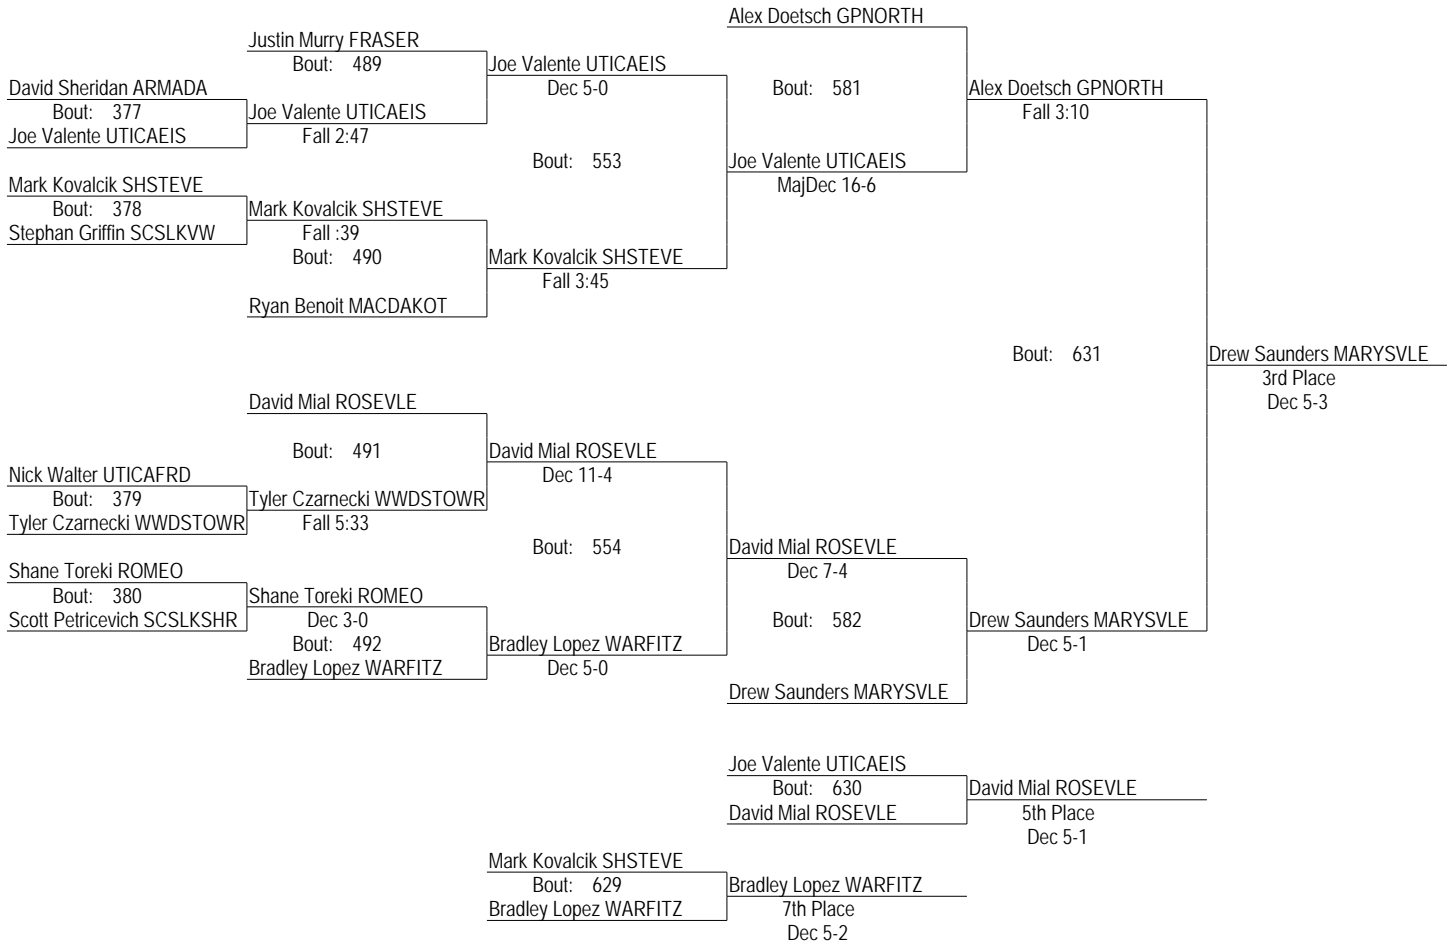 Alex Doetsch GPNORTH
Justin Murry FRASER
Bout: 489
Joe Valente UTICAEIS
Dec 5-0
David Sheridan ARMADA
Bout: 377
Joe Valente UTICAEIS
Joe Valente UTICAEIS
Fall 2:47
Bout: 581
Alex Doetsch GPNORTH
Fall 3:10
Bout: 553
Joe Valente UTICAEIS
MajDec 16-6
Mark Kovalcik SHSTEVE
Bout: 378
Stephan Griffin SCSLKVW
Mark Kovalcik SHSTEVE
Fall :39
Bout: 490
Mark Kovalcik SHSTEVE
Fall 3:45
Ryan Benoit MACDAKOT
Bout: 631
Drew Saunders MARYSVLE
3rd Place
Dec 5-3
David Mial ROSEVLE
Bout: 491
David Mial ROSEVLE
Dec 11-4
Nick Walter UTICAFRD
Bout: 379
Tyler Czarnecki WWDSTOWR
Tyler Czarnecki WWDSTOWR
Fall 5:33
Bout: 554
David Mial ROSEVLE
Dec 7-4
Shane Toreki ROMEO
Bout: 380
Scott Petricevich SCSLKSHR
Shane Toreki ROMEO
Dec 3-0
Bout: 492
Bradley Lopez WARFITZ
Bradley Lopez WARFITZ
Dec 5-0
Bout: 582
Drew Saunders MARYSVLE
Dec 5-1
Drew Saunders MARYSVLE
Joe Valente UTICAEIS
Bout: 630
David Mial ROSEVLE
David Mial ROSEVLE
5th Place
Dec 5-1
Mark Kovalcik SHSTEVE
Bout: 629
Bradley Lopez WARFITZ
Bradley Lopez WARFITZ
7th Place
Dec 5-2